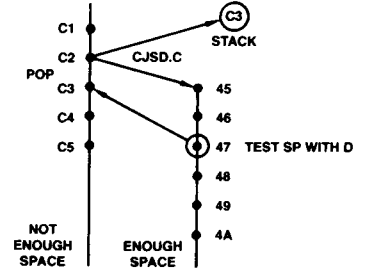 C3
STACK
C1
C2
CJSD.C
POP
C3
C4
C5
45
46
47 TEST SP WITH D
48
49
4A
NOT
ENOUGH
SPACE
ENOUGH
SPACE